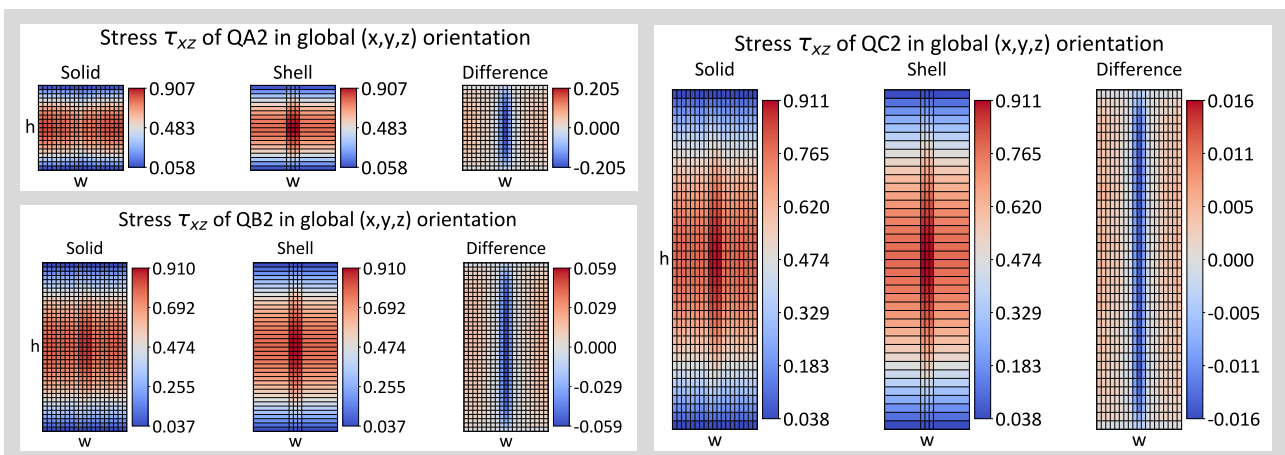 Stress τxz of QA2 in global (x,y,z) orientation
Solid
Shell
Difference
h
w
w
w
0.907
0.483
0.058
0.907
0.483
0.058
0.205
0.000
-0.205
Stress τxz of QB2 in global (x,y,z) orientation
Solid
Shell
Difference
h
w
w
w
0.910
0.692
0.474
0.255
0.037
0.910
0.692
0.474
0.255
0.037
0.059
0.029
0.000
-0.029
-0.059
Stress τxz of QC2 in global (x,y,z) orientation
Solid
Shell
Difference
h
w
w
w
0.911
0.765
0.620
0.474
0.329
0.183
0.038
0.911
0.765
0.620
0.474
0.329
0.183
0.038
0.016
0.011
0.005
0.000
-0.005
-0.011
-0.016